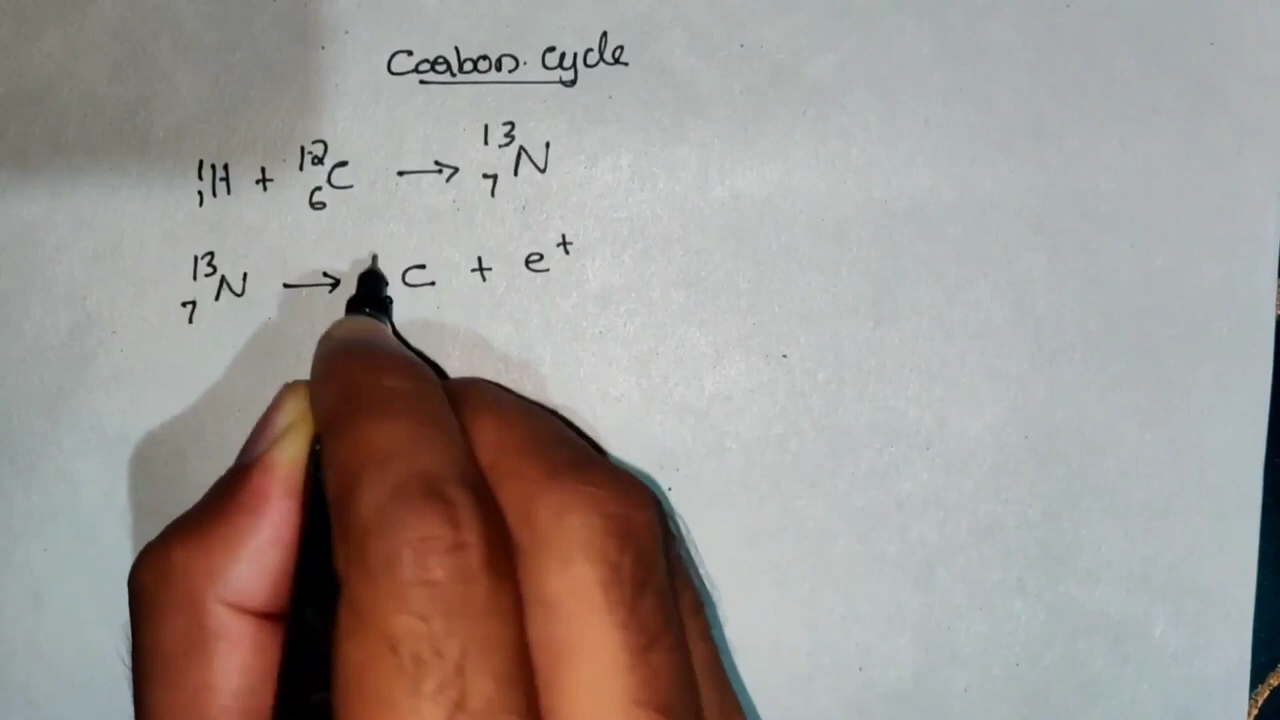 Carbon cycle
¹₁H + ¹²₆C → ¹³₇N
¹³₇N → C + e⁺